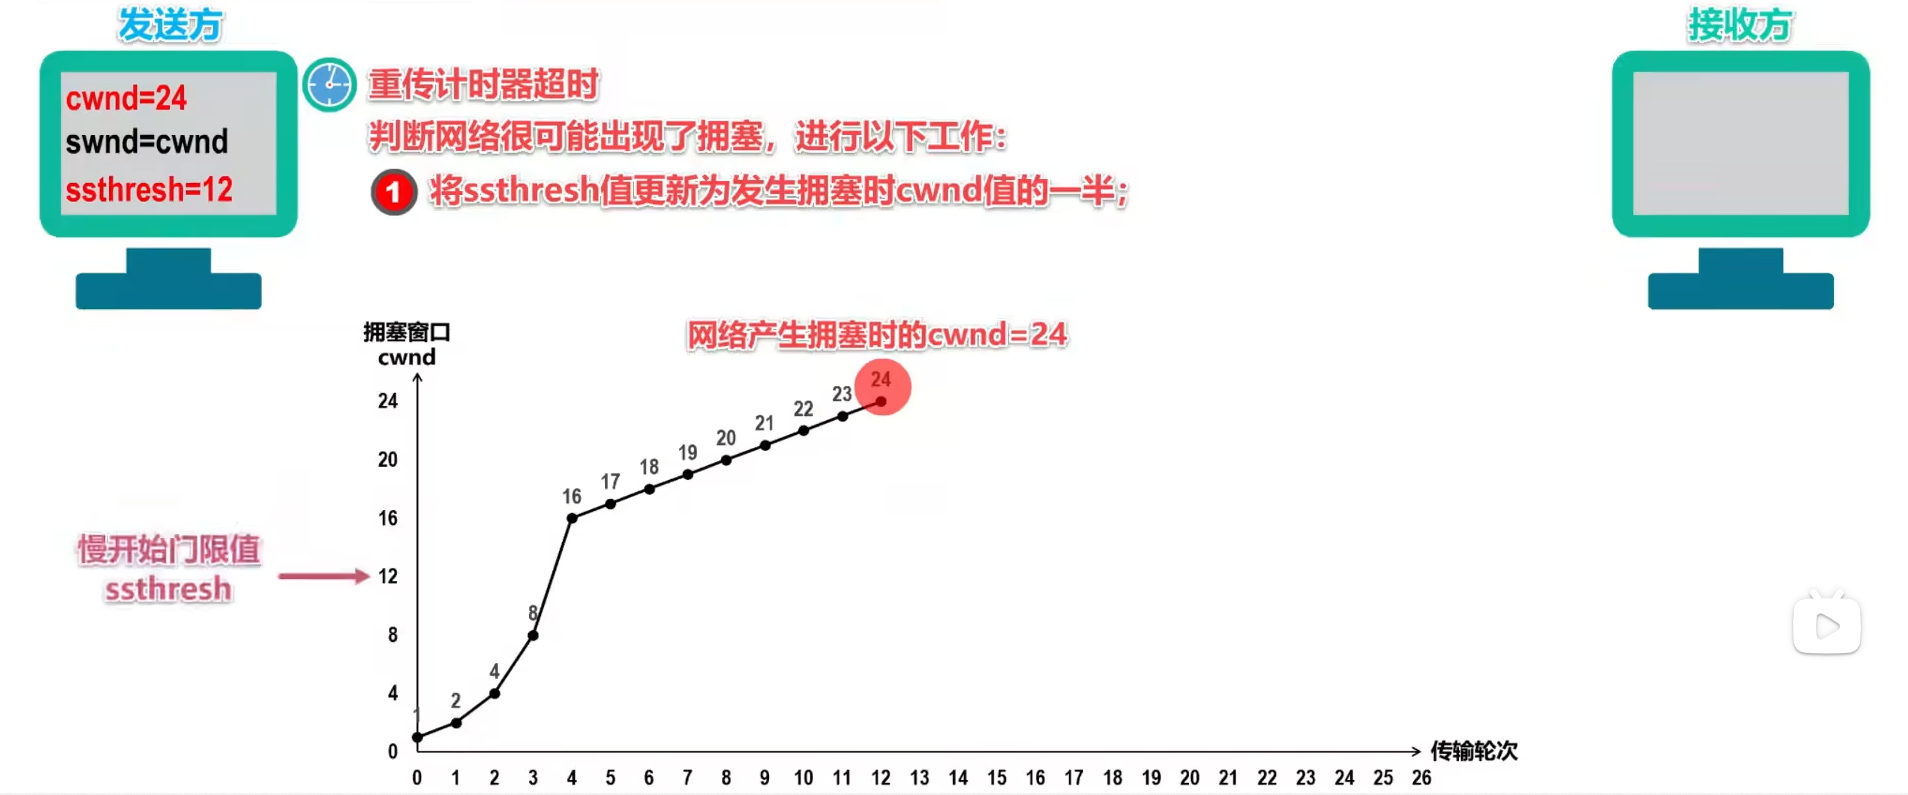 发送方
接收方
cwnd=24
swnd=cwnd
ssthresh=12
重传计时器超时
判断网络很可能出现了拥塞，进行以下工作：
1 将ssthresh值更新为发生拥塞时cwnd值的一半；
网络产生拥塞时的cwnd=24
拥塞窗口
cwnd
24
20
16
12
8
4
0
慢开始门限值
ssthresh
1
2
4
8
16
17
18
19
20
21
22
23
24
0 1 2 3 4 5 6 7 8 9 10 11 12 13 14 15 16 17 18 19 20 21 22 23 24 25 26
传输轮次